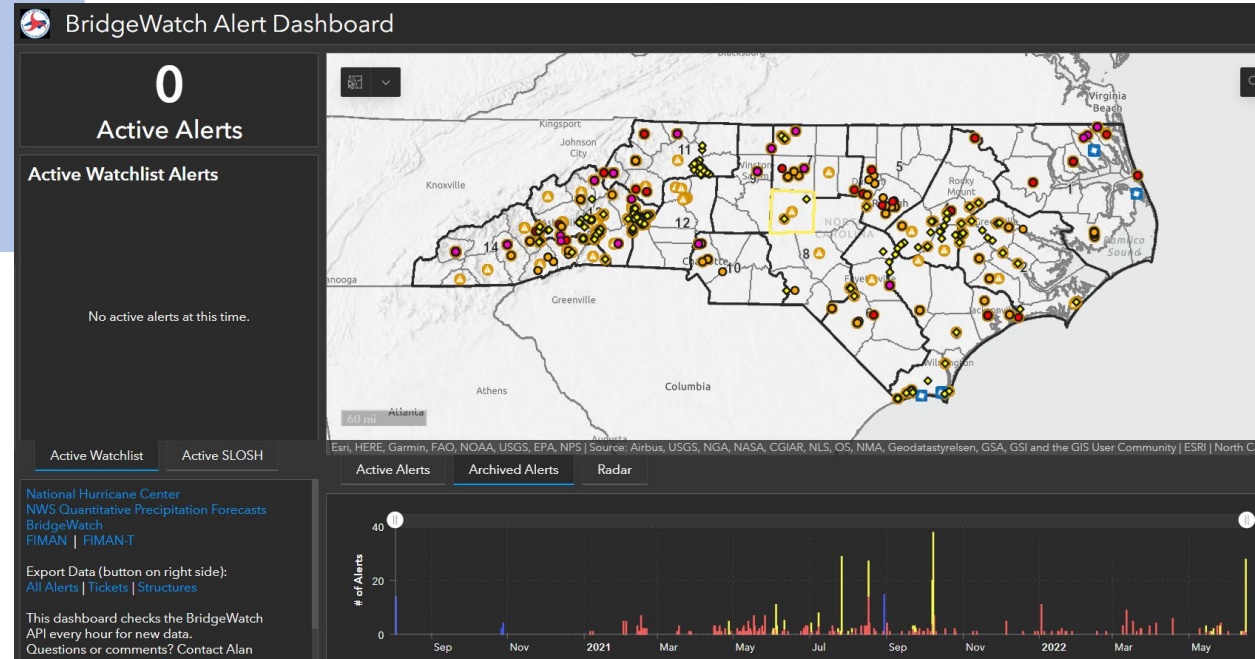 BridgeWatch Alert Dashboard
0
Active Alerts
Active Watchlist Alerts
No active alerts at this time.
Active Watchlist
Active SLOSH
National Hurricane Center
NWS Quantitative Precipitation Forecasts
BridgeWatch
FIMAN | FIMAN-T
Export Data (button on right side):
All Alerts | Tickets | Structures
This dashboard checks the BridgeWatch
API every hour for new data.
Questions or comments? Contact Alan
Virginia
Beach
Kingsport
Johnson
City
Knoxville
11
5
Rocky
Mount
1
12
14
NORTH
CAROLINA
8
10
2
Pamlico
Sound
Greenville
Athens
Columbia
Atlanta
60 mi
Esri, HERE, Garmin, FAO, NOAA, USGS, EPA, NPS | Source: Airbus, USGS, NGA, NASA, CGIAR, NLS, OS, NMA, Geodatastyrelsen, GSA, GSI and the GIS User Community | ESRI | North C
Active Alerts
Archived Alerts
Radar
# of Alerts
40
20
0
Sep
Nov
2021
Mar
May
Jul
Sep
Nov
2022
Mar
May